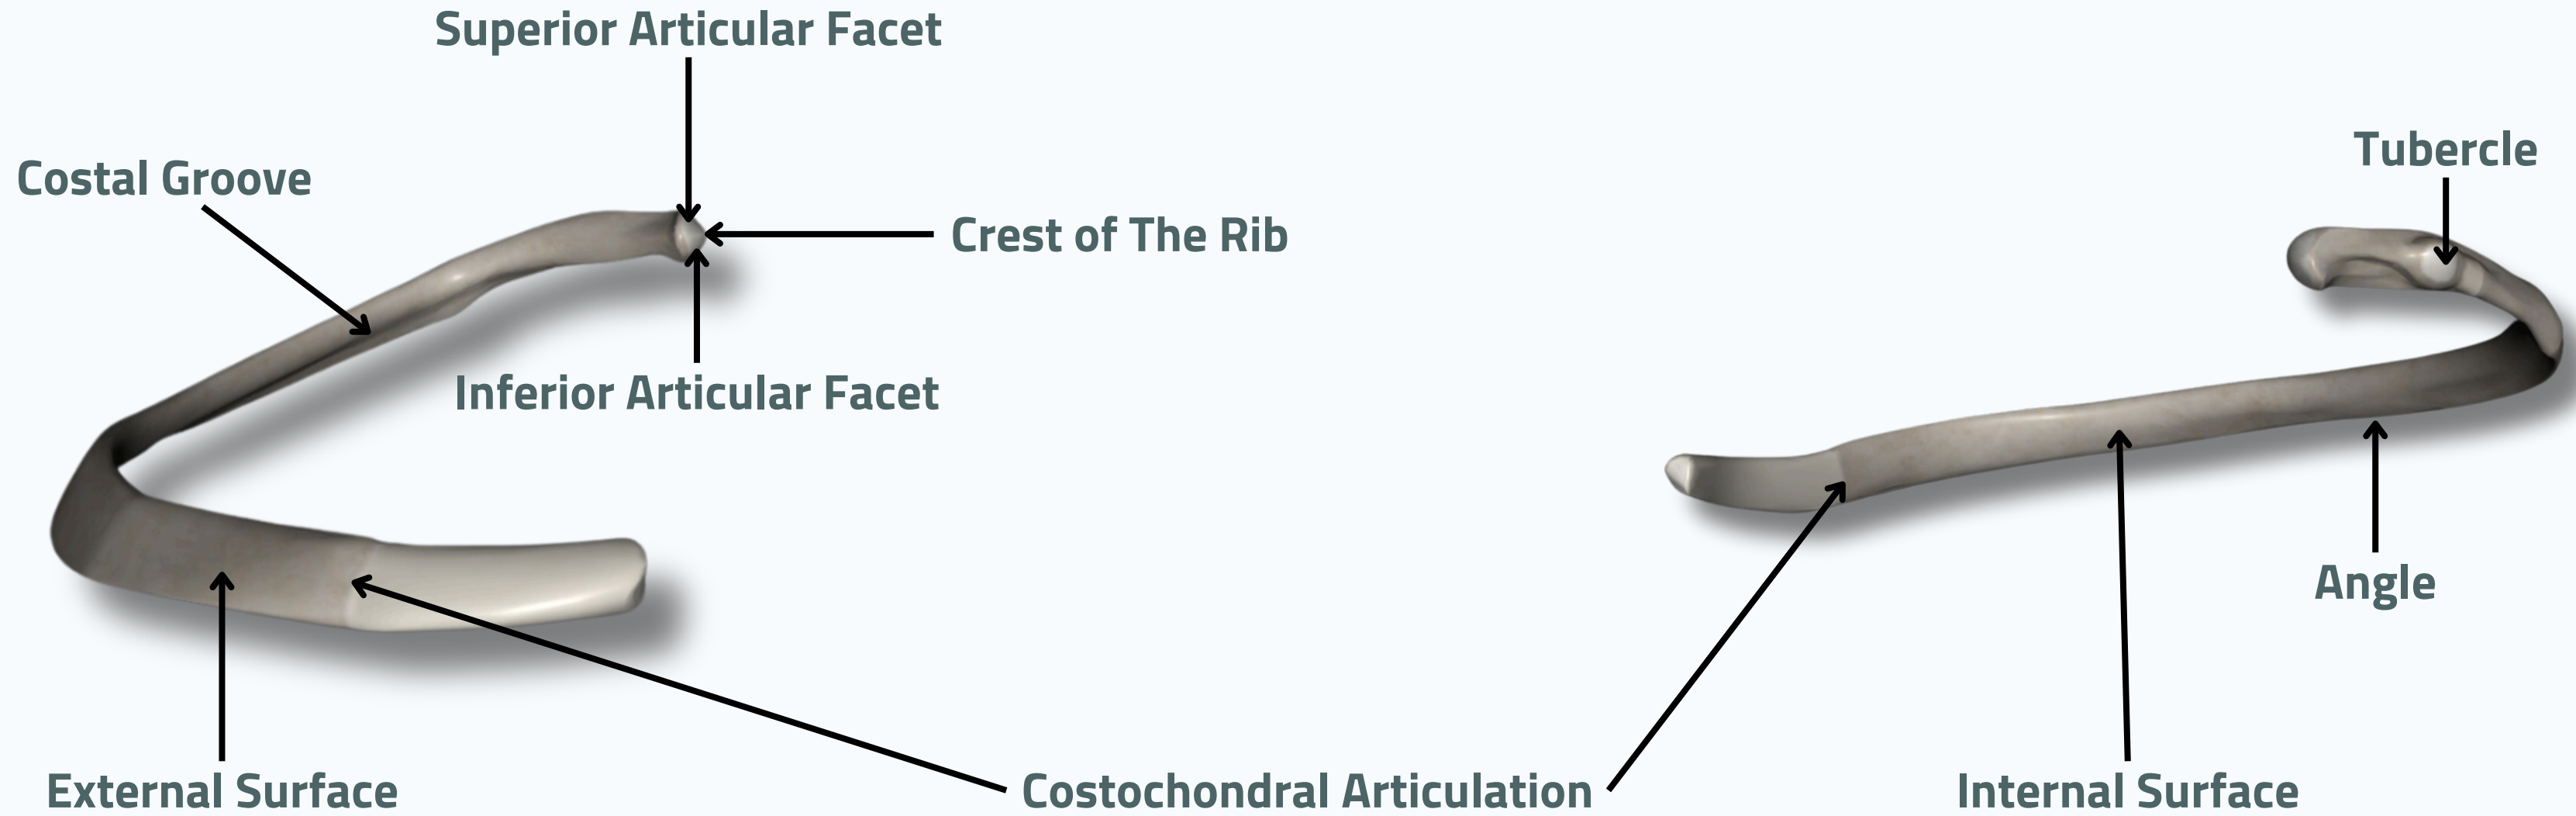 Superior Articular Facet
Tubercle
Costal Groove
Crest of The Rib
Inferior Articular Facet
Angle
External Surface
Costochondral Articulation
Internal Surface